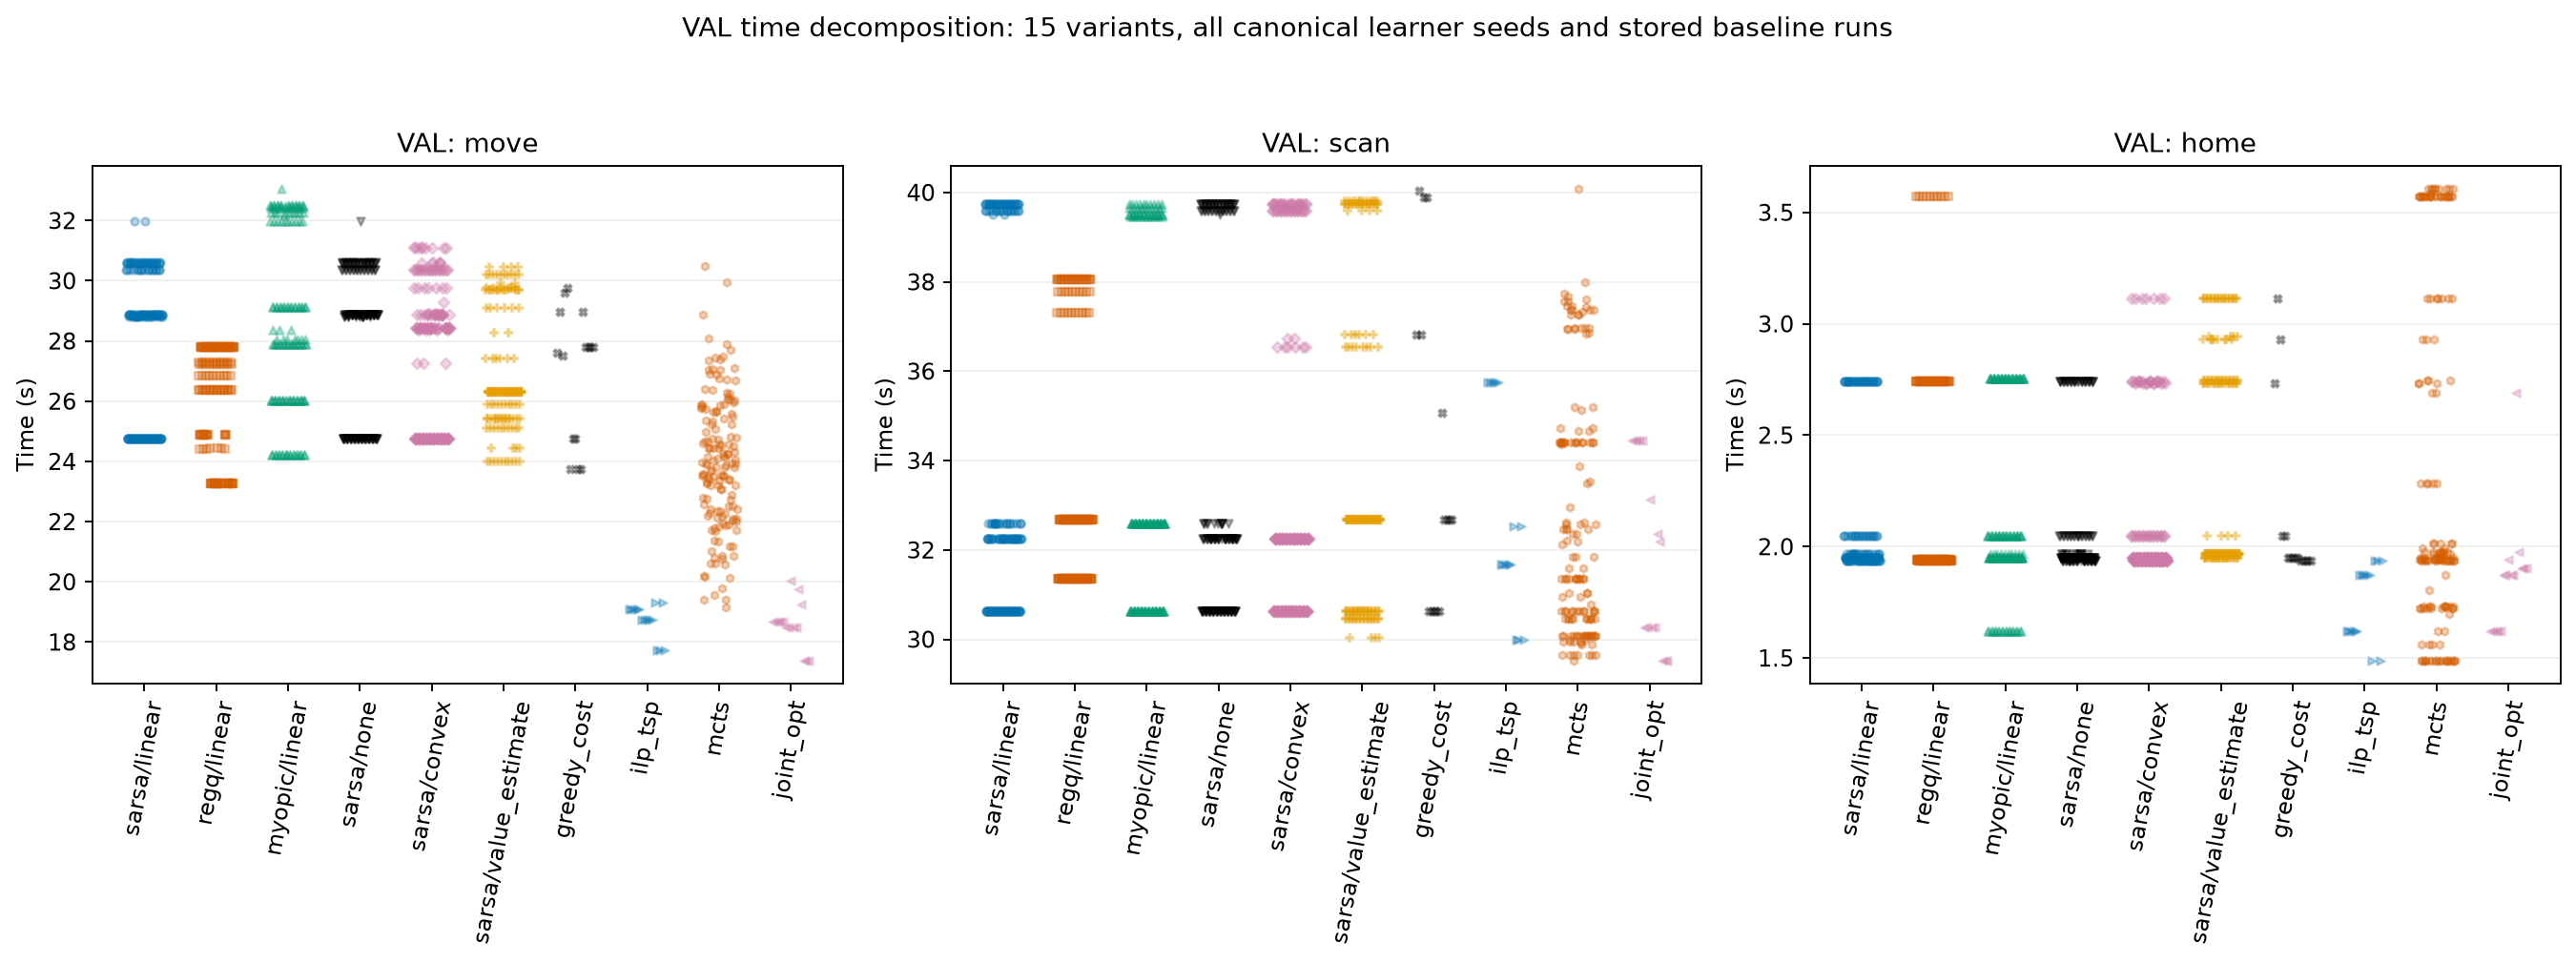 VAL time decomposition: 15 variants, all canonical learner seeds and stored baseline runs
VAL: move
Time (s)
32
30
28
26
24
22
20
18
sarsa/linear
regq/linear
myopic/linear
sarsa/none
sarsa/convex
sarsa/value_estimate
greedy_cost
ilp_tsp
mcts
joint_opt
VAL: scan
Time (s)
40
38
36
34
32
30
sarsa/linear
regq/linear
myopic/linear
sarsa/none
sarsa/convex
sarsa/value_estimate
greedy_cost
ilp_tsp
mcts
joint_opt
VAL: home
Time (s)
3.5
3.0
2.5
2.0
1.5
sarsa/linear
regq/linear
myopic/linear
sarsa/none
sarsa/convex
sarsa/value_estimate
greedy_cost
ilp_tsp
mcts
joint_opt